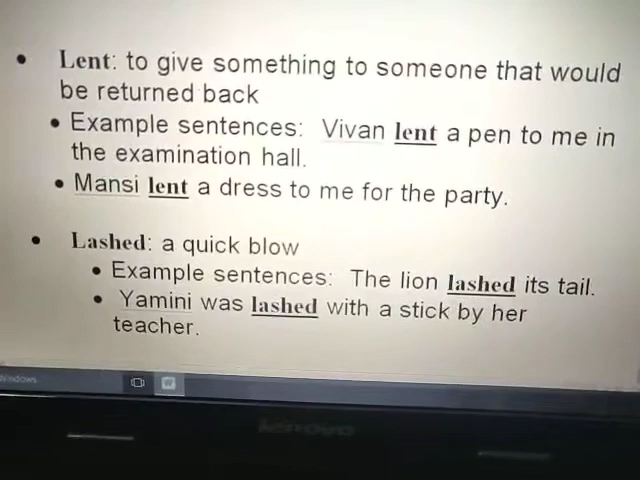 • Lent: to give something to someone that would
be returned back
• Example sentences: Vivan lent a pen to me in
the examination hall.
• Mansi lent a dress to me for the party.
• Lashed: a quick blow
• Example sentences: The lion lashed its tail.
• Yamini was lashed with a stick by her
teacher.
Windows
lenovo